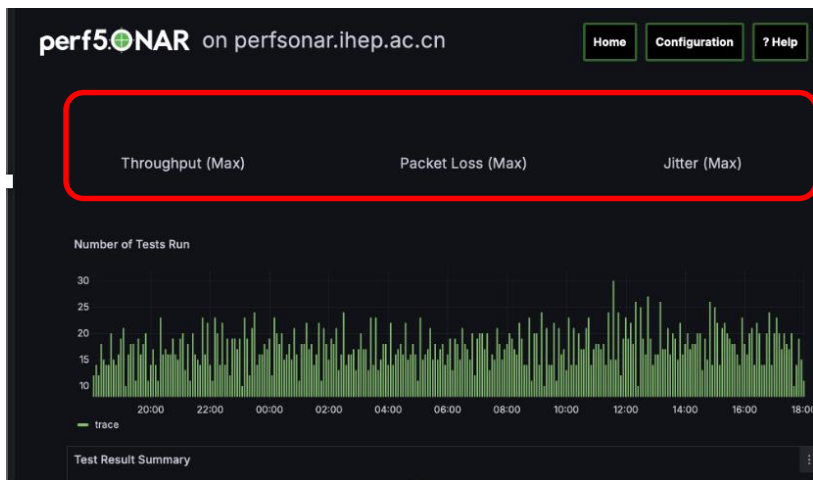 perfSONAR on perfsonar.ihep.ac.cn
Home
Configuration
? Help
Throughput (Max)
Packet Loss (Max)
Jitter (Max)
Number of Tests Run
30
25
20
15
10
20:00 22:00 00:00 02:00 04:00 06:00 08:00 10:00 12:00 14:00 16:00 18:00
trace
Test Result Summary